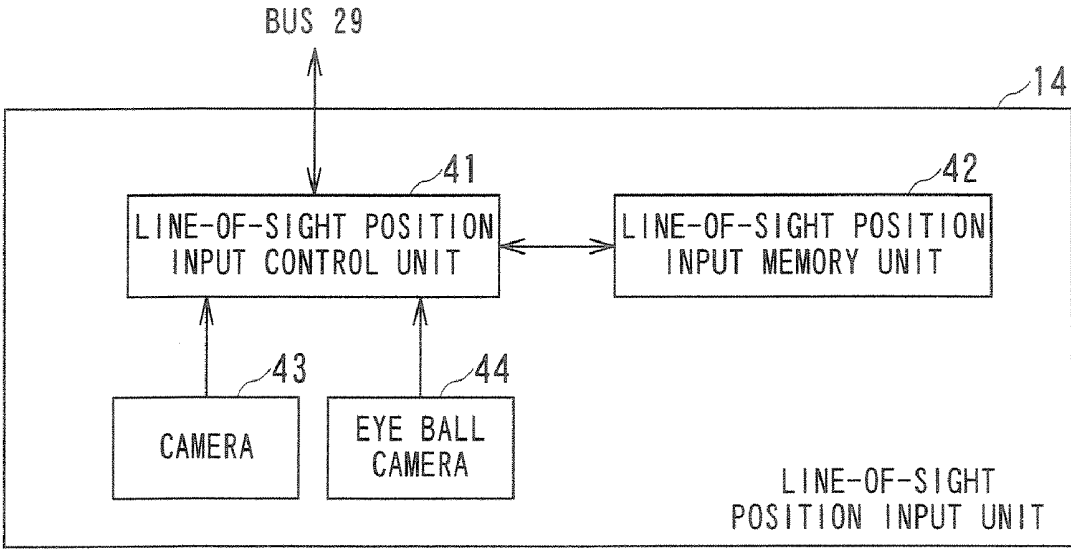 BUS 29
14
41
LINE-OF-SIGHT POSITION
INPUT CONTROL UNIT
42
LINE-OF-SIGHT POSITION
INPUT MEMORY UNIT
43
CAMERA
44
EYE BALL
CAMERA
LINE-OF-SIGHT
POSITION INPUT UNIT